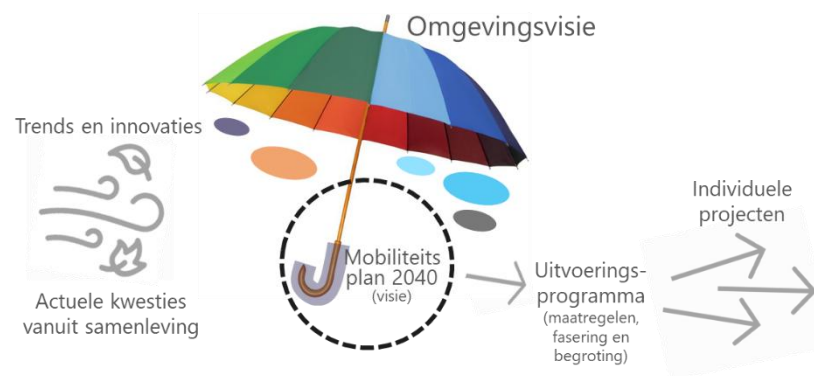 Omgevingsvisie
Trends en innovaties
Actuele kwesties
vanuit samenleving
Mobiliteits
plan 2040
(visie)
Uitvoerings-
programma
(maatregelen,
fasering en
begroting)
Individuele
projecten